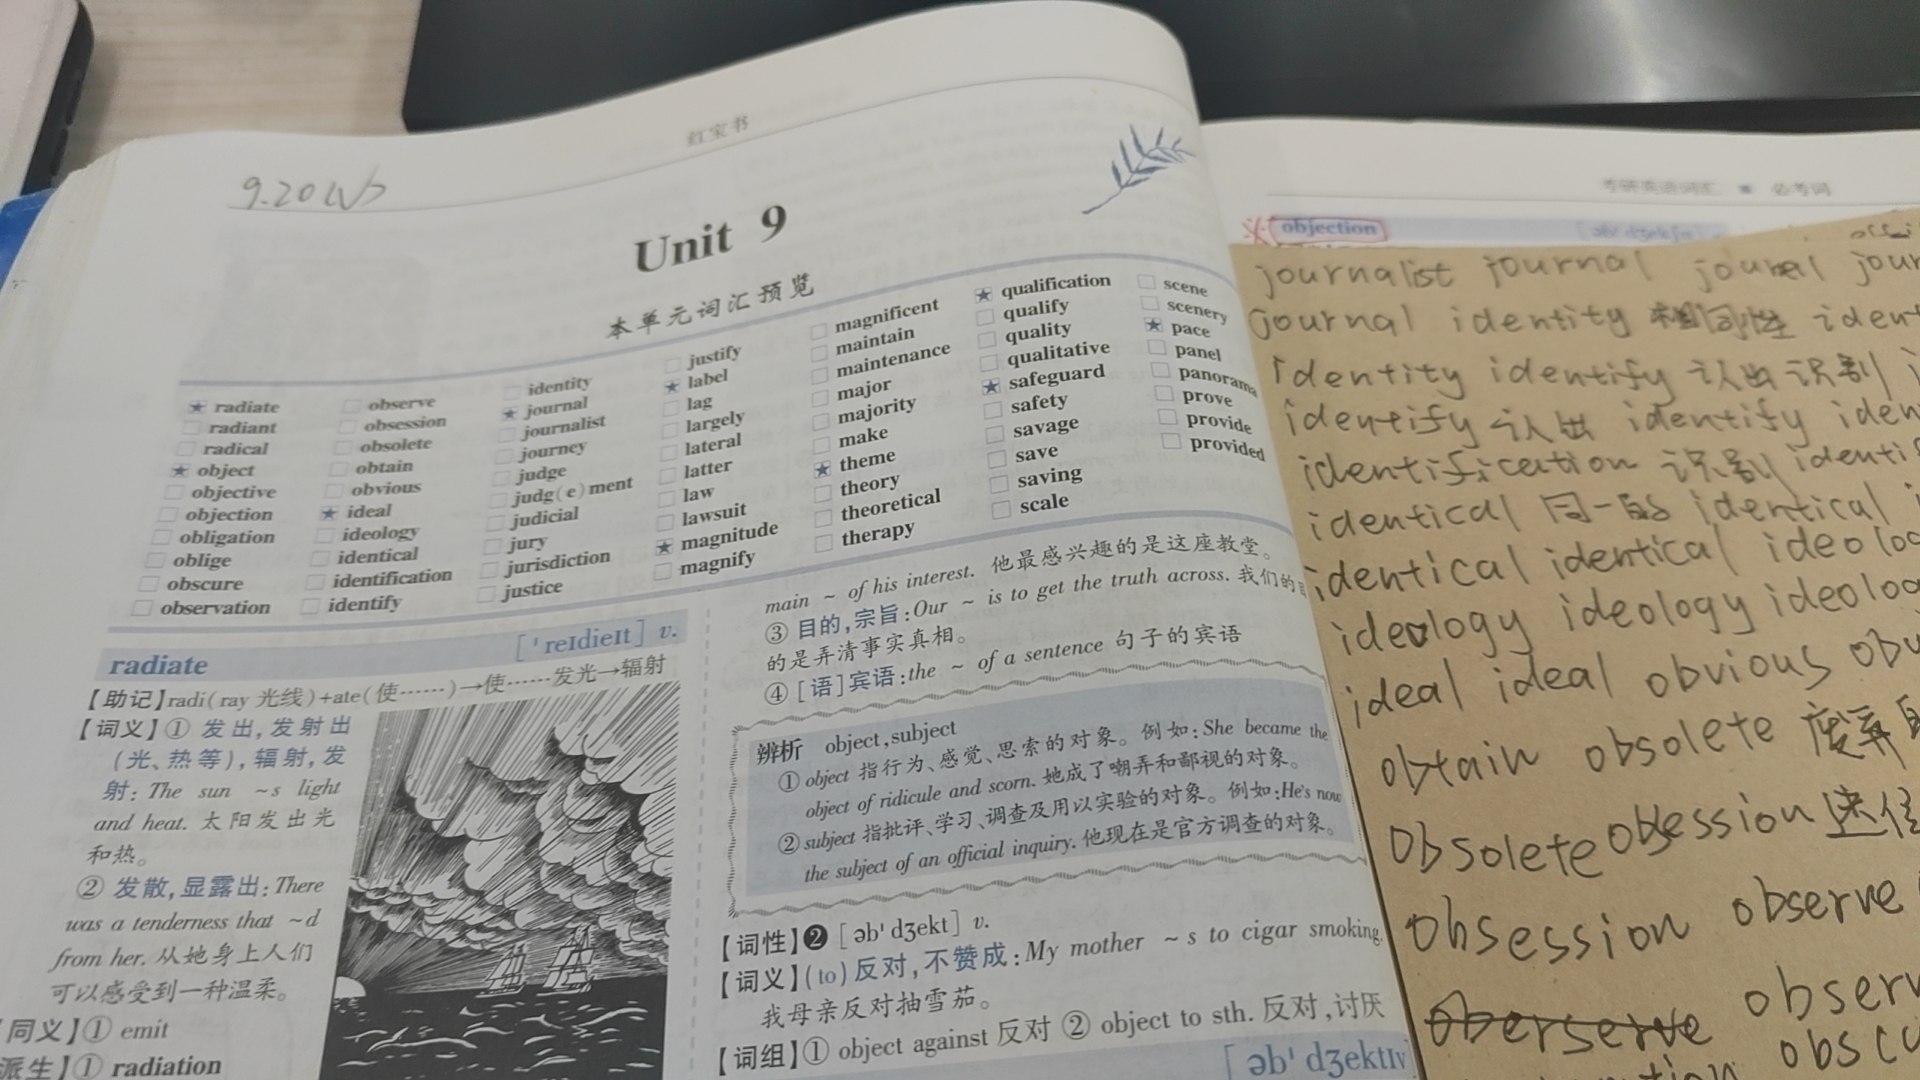 红宝书
9.20
Unit 9
本单元词汇预览
radiate
radiant
radical
object
objective
objection
obligation
oblige
obscure
observation
observe
obsession
obsolete
obtain
obvious
ideal
ideology
identical
identification
identify
identity
journal
journalist
journey
judge
judg(e)ment
judicial
jury
jurisdiction
justice
justify
label
lag
largely
lateral
latter
law
lawsuit
magnitude
magnify
magnificent
maintain
maintenance
major
majority
make
theme
theory
theoretical
therapy
qualification
qualify
quality
qualitative
safeguard
safety
savage
save
saving
scale
scene
scenery
pace
panel
panorama
prove
provide
provided
radiate ['reɪdieɪt] v.
【助记】radi(ray 光线)+ate(使……)→使……发光→辐射
【词义】① 发出,发射出
(光、热等),辐射,发
射: The sun ~s light
and heat. 太阳发出光
和热。
② 发散,显露出: There
was a tenderness that ~d
from her. 从她身上人们
可以感受到一种温柔。
同义】① emit
派生】① radiation
main ~ of his interest. 他最感兴趣的是这座教堂。
③ 目的,宗旨:Our ~ is to get the truth across. 我们的目
的是弄清事实真相。
④ [语]宾语:the ~ of a sentence 句子的宾语
辨析 object,subject
① object 指行为、感觉、思索的对象。例如:She became the
object of ridicule and scorn. 她成了嘲弄和鄙视的对象。
② subject 指批评、学习、调查及用以实验的对象。例如:He's now
the subject of an official inquiry. 他现在是官方调查的对象。
【词性】❷ [əb'dʒekt] v.
【词义】(to)反对,不赞成:My mother ~s to cigar smoking.
我母亲反对抽雪茄。
【词组】① object against 反对 ② object to sth. 反对,讨厌
[əb'dʒektɪv
考研英语词汇 ■ 必考词
objection [əb'dʒekʃn]
journalist journal journal jour
journal identity 相同性 ident
identity identify 认出识别
identify 认出 identify iden
identification 识别 identif
identical 同一的 identical
identical identical ideolog
ideology ideology ideolo
ideal ideal obvious obv
obtain obsolete 废弃
obsolete obsession 迷住
obsession observe
oberserve observ
obscu